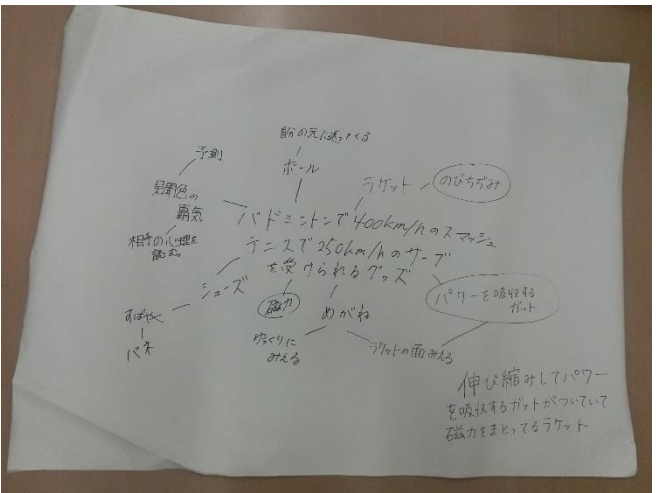 自分の元に返ってくる
ボール
予測
見聞色の
覇気
相手の心理を
読む。
ラケット
のびちぢみ
バドミントンで400km/hのスマッシュ
テニスで250km/hのサーブ
を受けられるグッズ
シューズ
すばやく
バネ
磁力
めがね
ゆっくりに
みえる
ラケットの面みえる
パワーを吸収する
ガット
伸び縮みしてパワー
を吸収するガットがついていて
磁力をまとってるラケット